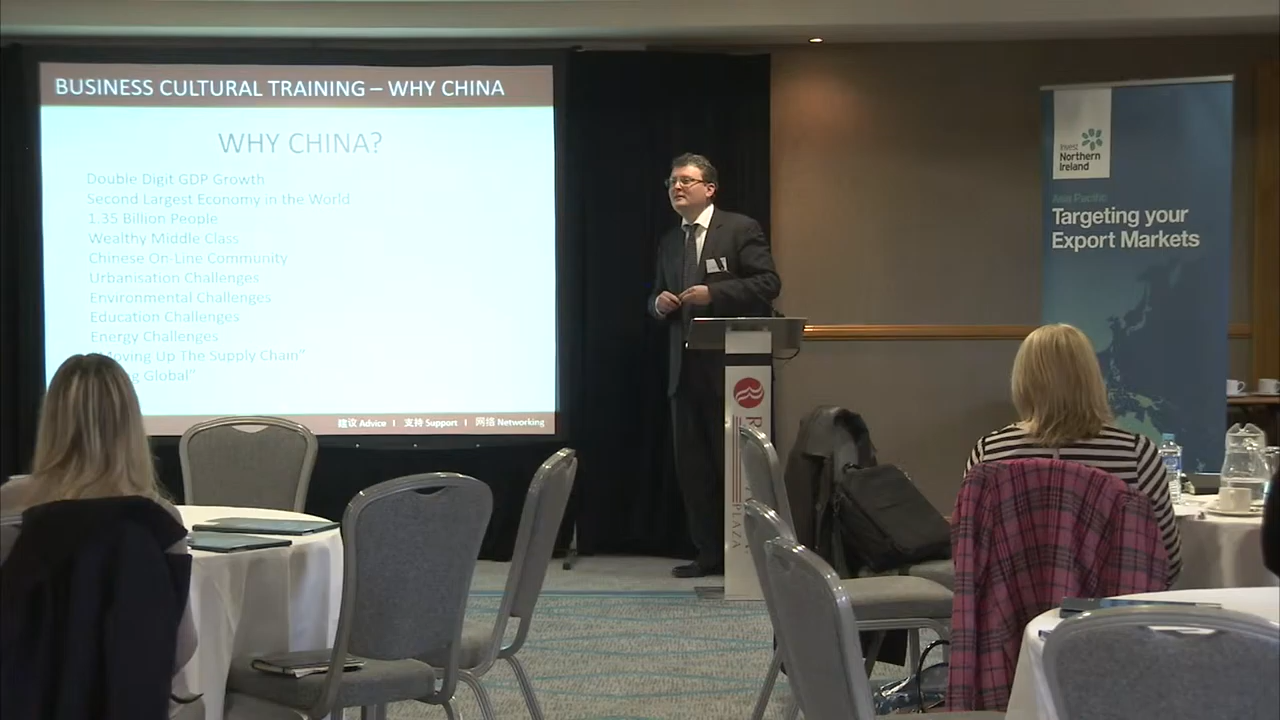 BUSINESS CULTURAL TRAINING – WHY CHINA
WHY CHINA?
Double Digit GDP Growth
Second Largest Economy in the World
1.35 Billion People
Wealthy Middle Class
Chinese On-Line Community
Urbanisation Challenges
Environmental Challenges
Education Challenges
Energy Challenges
Moving Up The Supply Chain"
Global"
建议 Advice I 支持 Support I 网络 Networking
Invest
Northern
Ireland
Asia Pacific
Targeting your
Export Markets
PLAZA